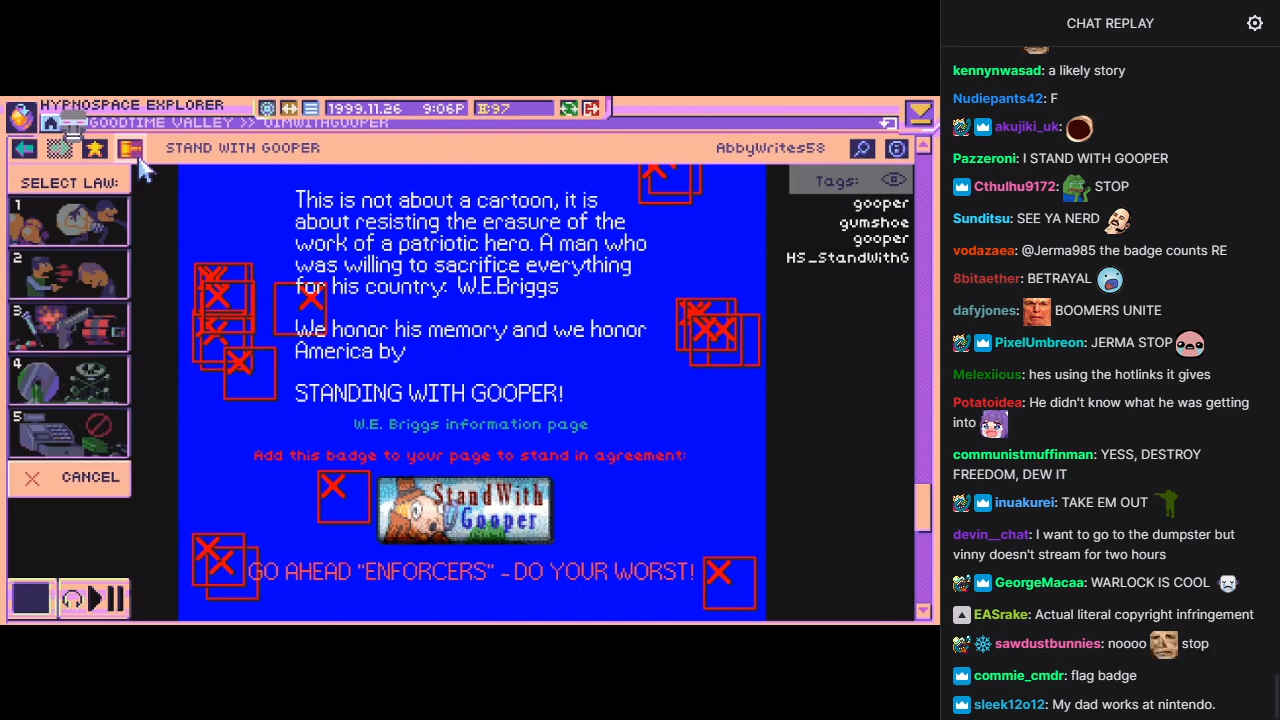 HYPNOSPACE EXPLORER
1999.11.26 9:06P
97
GOODTIME VALLEY >> UIMWITHGOOPER
STAND WITH GOOPER
AbbyWrites58
SELECT LAW:
1
2
3
4
5
CANCEL
This is not about a cartoon, it is
about resisting the erasure of the
work of a patriotic hero. A man who
was willing to sacrifice everything
for his country: W.E.Briggs
We honor his memory and we honor
America by
STANDING WITH GOOPER!
W.E. Briggs information page
Add this badge to your page to stand in agreement:
Stand With
Gooper
GO AHEAD "ENFORCERS" - DO YOUR WORST!
Tags:
gooper
gumshoe
gooper
HS_StandWithG
CHAT REPLAY
kennynwasad: a likely story
Nudiepants42: F
akujiki_uk:
Pazzeroni: I STAND WITH GOOPER
Cthulhu9172: STOP
Sunditsu: SEE YA NERD
vodazaea: @Jerma985 the badge counts RE
8bitaether: BETRAYAL
dafyjones: BOOMERS UNITE
PixelUmbreon: JERMA STOP
Melexiious: hes using the hotlinks it gives
Potatoidea: He didn't know what he was getting
into
communistmuffinman: YESS, DESTROY
FREEDOM, DEW IT
inuakurei: TAKE EM OUT
devin__chat: I want to go to the dumpster but
vinny doesn't stream for two hours
GeorgeMacaa: WARLOCK IS COOL
EASrake: Actual literal copyright infringement
sawdustbunnies: noooo stop
commie_cmdr: flag badge
sleek12o12: My dad works at nintendo.